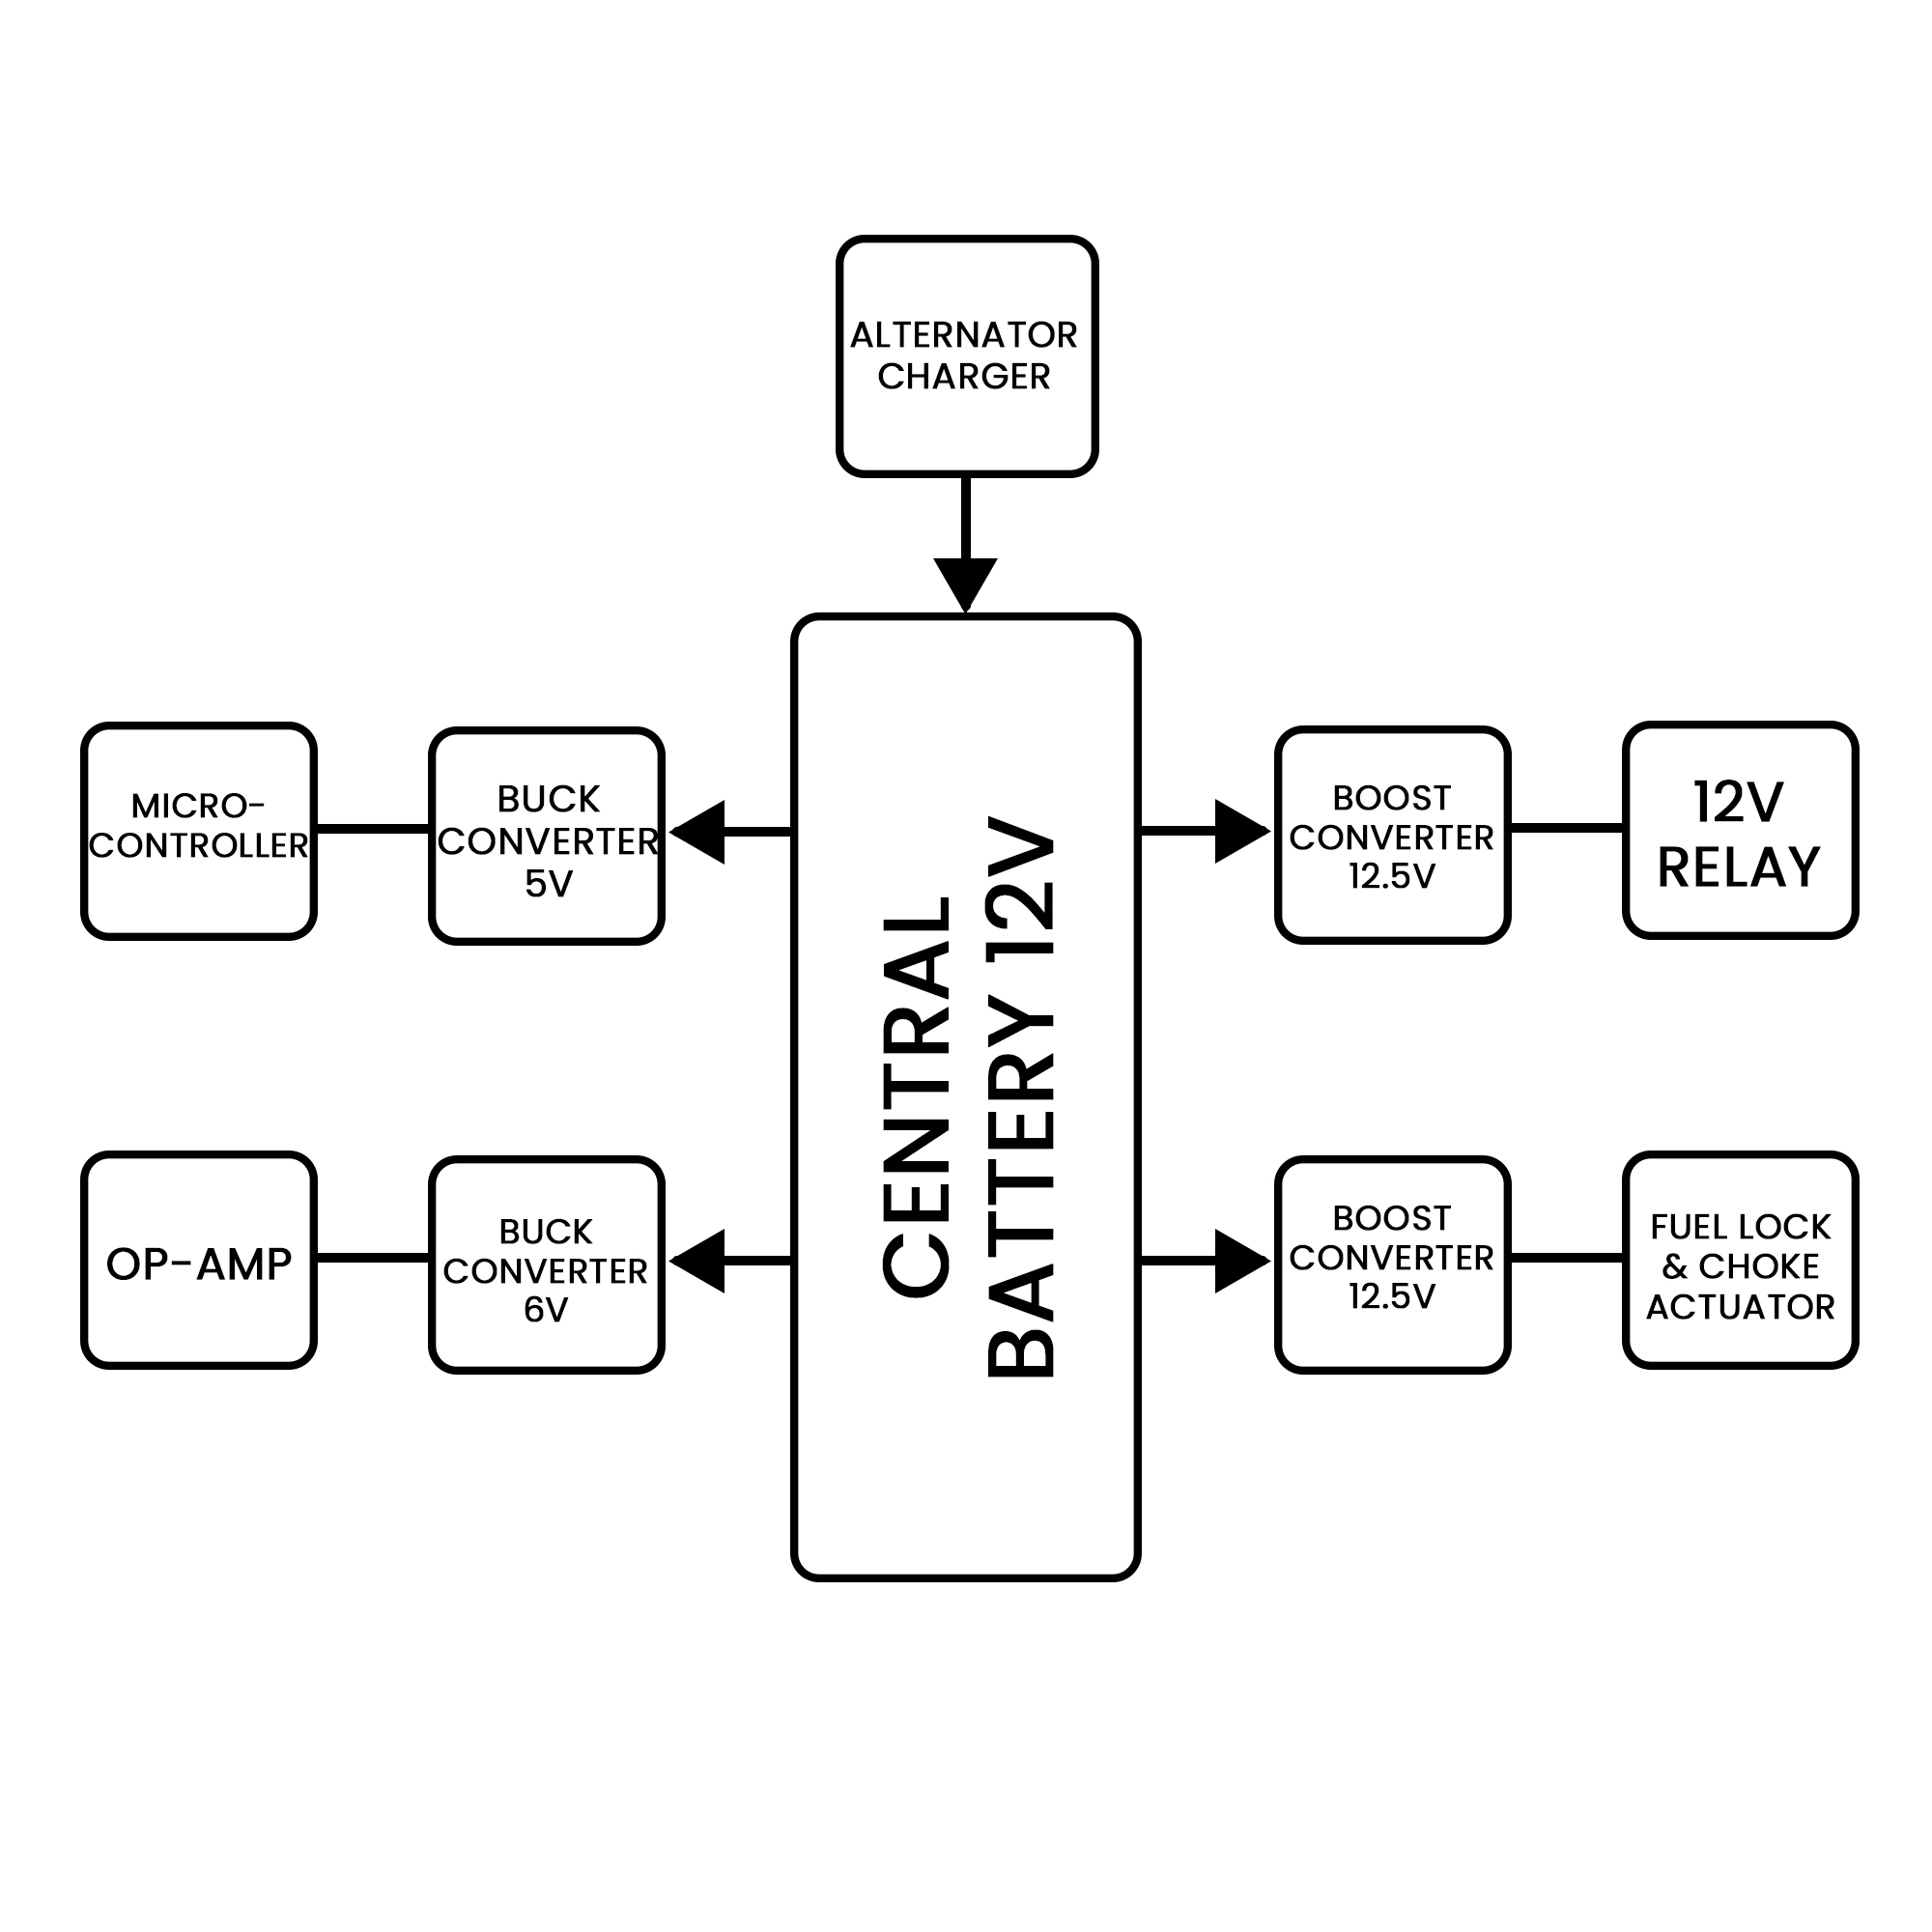 ALTERNATOR
CHARGER
MICRO-
CONTROLLER
BUCK
CONVERTER
5V
CENTRAL
BATTERY 12V
BOOST
CONVERTER
12.5V
12V
RELAY
OP-AMP
BUCK
CONVERTER
6V
BOOST
CONVERTER
12.5V
FUEL LOCK
& CHOKE
ACTUATOR